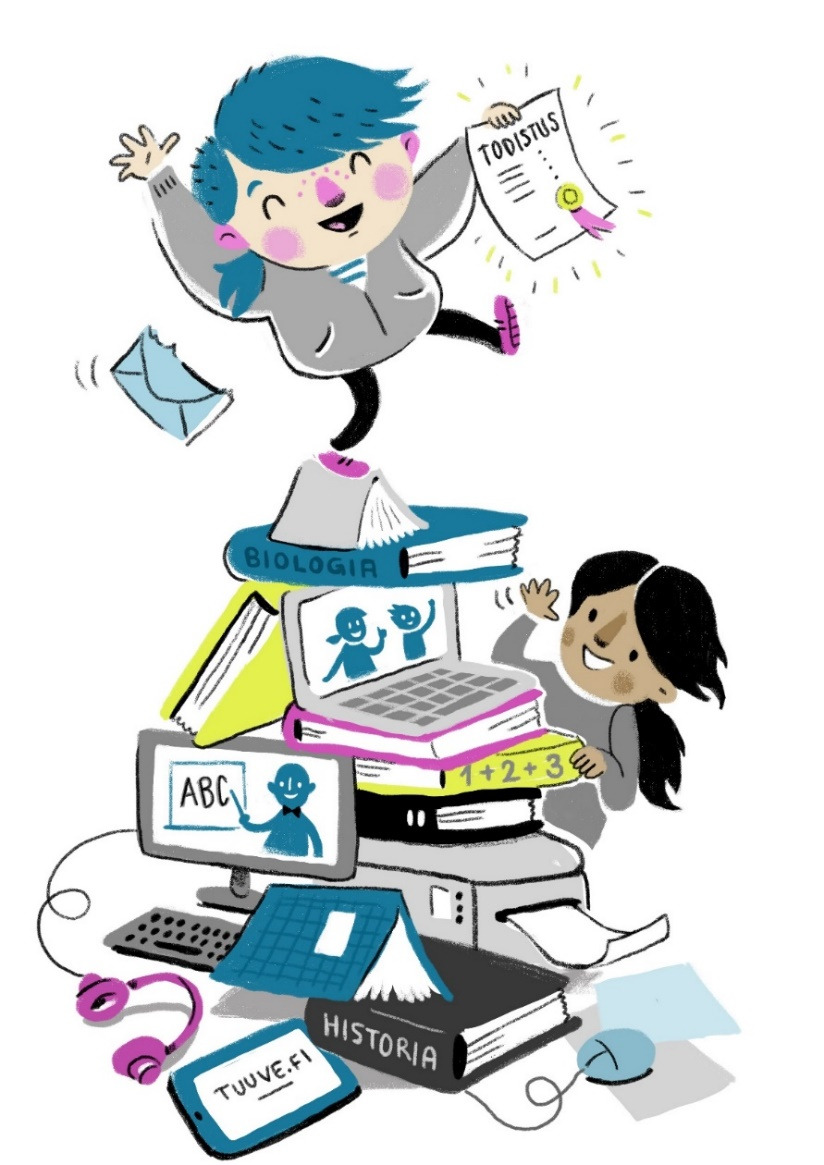 TODISTUS
BIOLOGIA
1+2+3
ABC
HISTORIA
TUUVE.FI